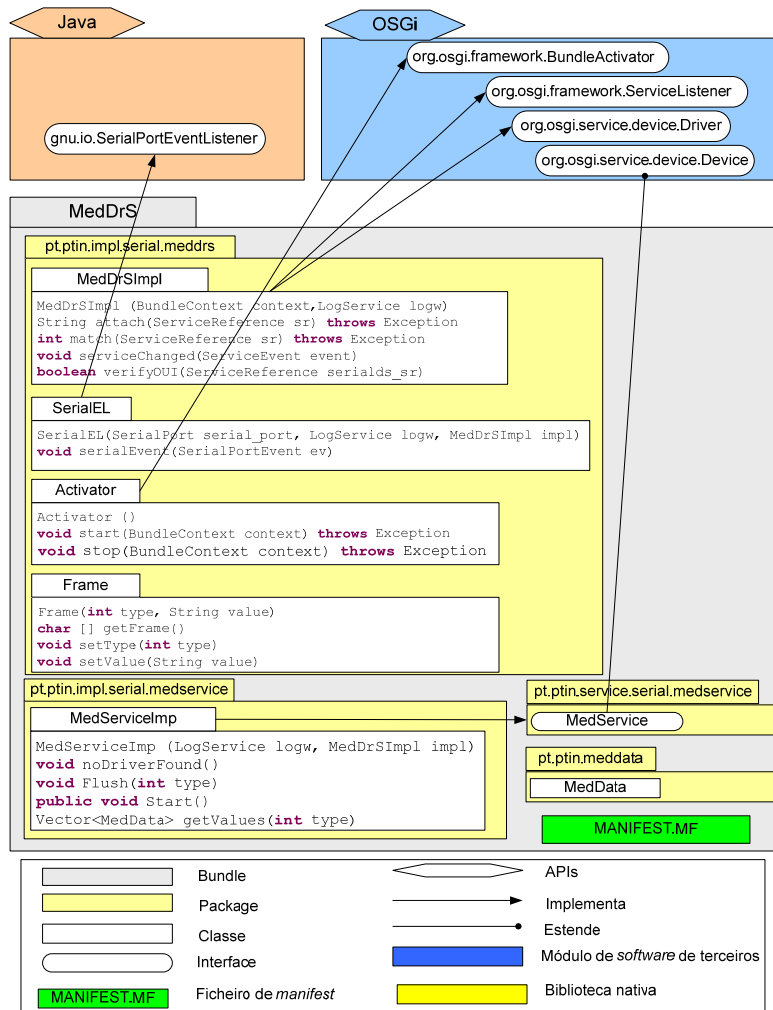 Java
OSGi
org.osgi.framework.BundleActivator
org.osgi.framework.ServiceListener
gnu.io.SerialPortEventListener
org.osgi.service.device.Driver
org.osgi.service.device.Device
MedDrS
pt.ptin.impl.serial.meddrs
MedDrSImpl
MedDrSImpl (BundleContext context,LogService logw)
String attach(ServiceReference sr) throws Exception
int match(ServiceReference sr) throws Exception
void serviceChanged(ServiceEvent event)
boolean verifyOUI(ServiceReference serialds_sr)
SerialEL
SerialEL(SerialPort serial_port, LogService logw, MedDrSImpl impl)
void serialEvent(SerialPortEvent ev)
Activator
Activator ()
void start(BundleContext context) throws Exception
void stop(BundleContext context) throws Exception
Frame
Frame(int type, String value)
char [] getFrame()
void setType(int type)
void setValue(String value)
pt.ptin.impl.serial.medservice
MedServiceImp
MedServiceImp (LogService logw, MedDrSImpl impl)
void noDriverFound()
void Flush(int type)
public void Start()
Vector<MedData> getValues(int type)
pt.ptin.service.serial.medservice
MedService
pt.ptin.meddata
MedData
MANIFEST.MF
Bundle
Package
Classe
Interface
MANIFEST.MF
Ficheiro de manifest
APIs
Implementa
Estende
Módulo de software de terceiros
Biblioteca nativa